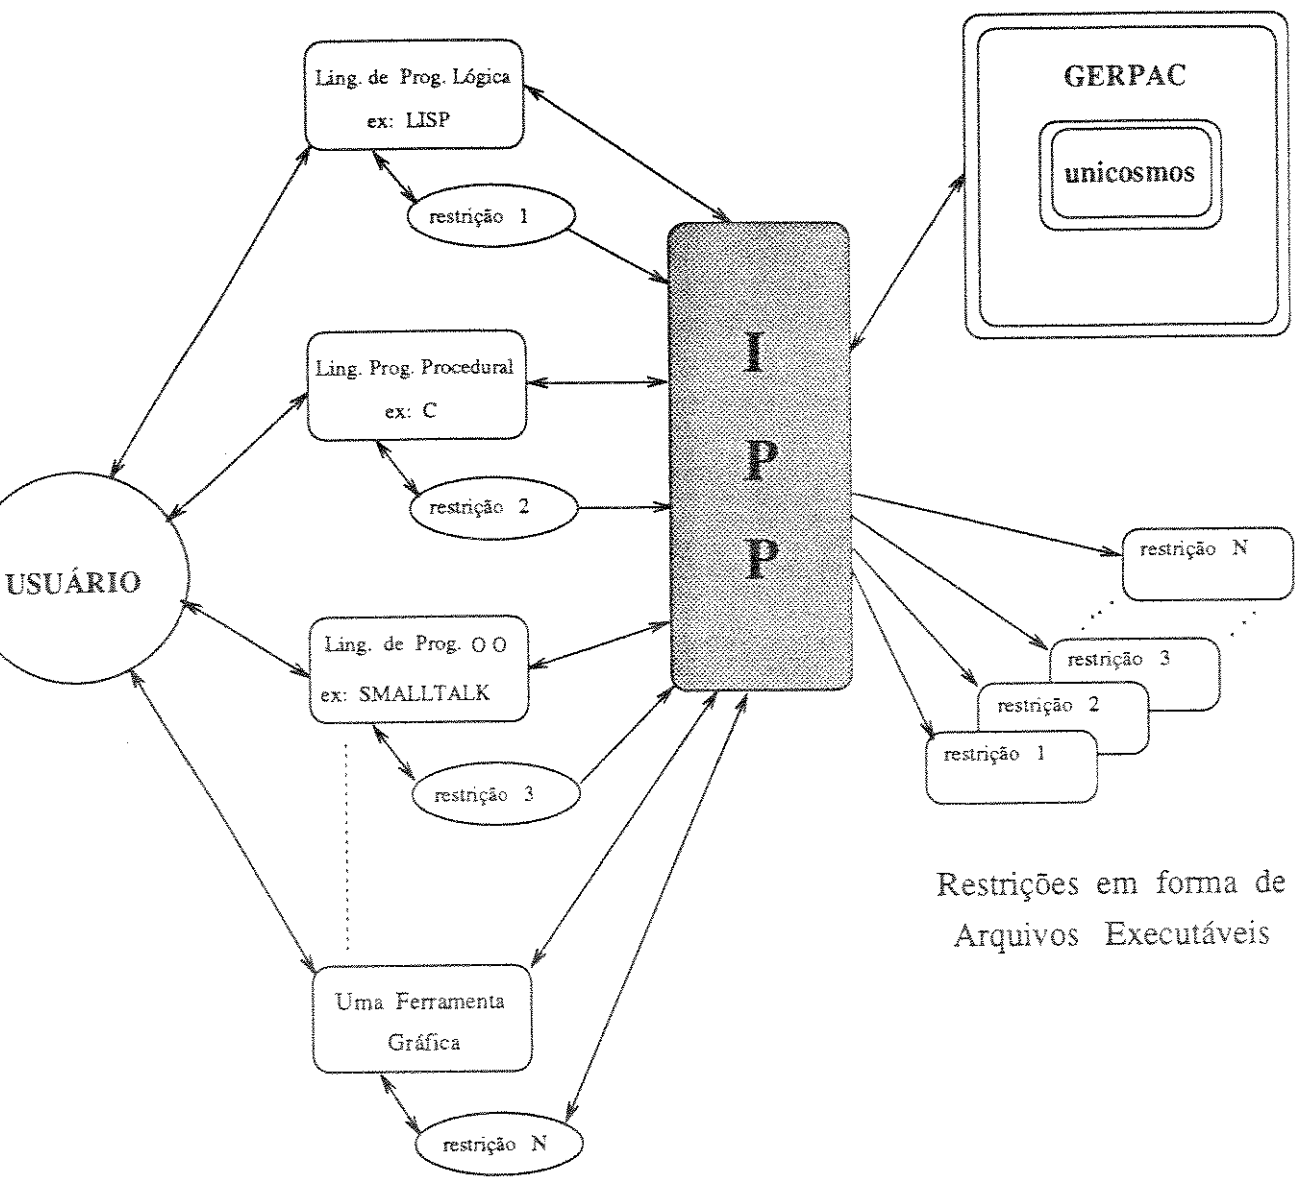 Ling. de Prog. Lógica
ex: LISP
restrição 1
GERPAC
unicosmos
Ling. Prog. Procedural
ex: C
restrição 2
I
P
P
USUÁRIO
Ling. de Prog. O O
ex: SMALLTALK
restrição 3
restrição N
restrição 3
restrição 2
restrição 1
Restrições em forma de
Arquivos Executáveis
Uma Ferramenta
Gráfica
restrição N